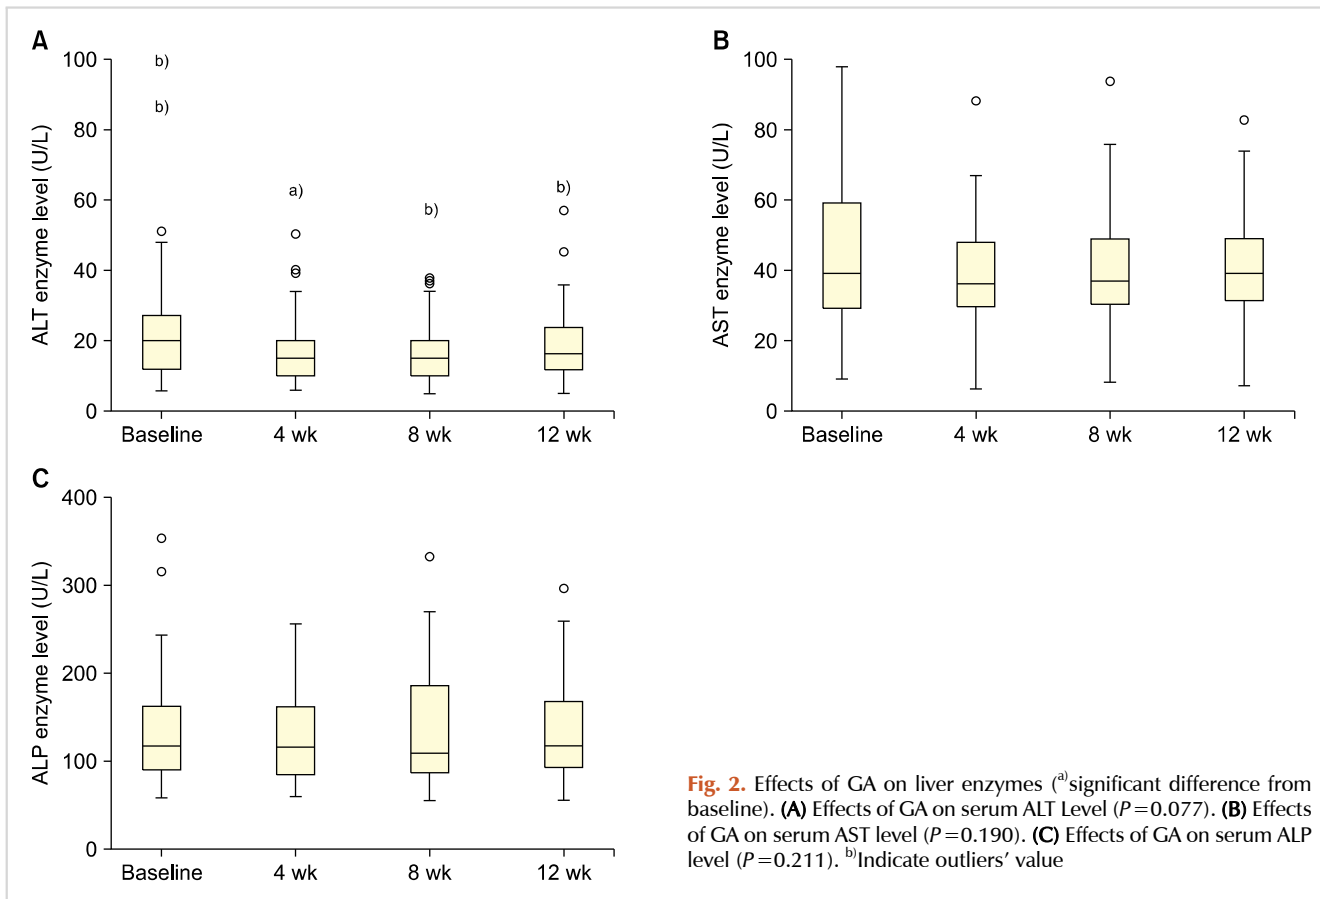 A
100
80
60
40
20
0
ALT enzyme level (U/L)
b)
b)
a)
b)
b)
Baseline 4 wk 8 wk 12 wk
B
100
80
60
40
20
0
AST enzyme level (U/L)
Baseline 4 wk 8 wk 12 wk
C
400
300
200
100
0
ALP enzyme level (U/L)
Baseline 4 wk 8 wk 12 wk
Fig. 2. Effects of GA on liver enzymes (a)significant difference from
baseline). (A) Effects of GA on serum ALT Level (P=0.077). (B) Effects
of GA on serum AST level (P=0.190). (C) Effects of GA on serum ALP
level (P=0.211). b)Indicate outliers' value